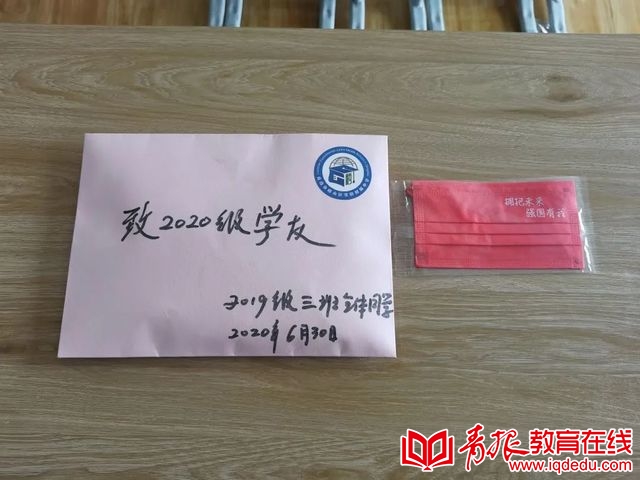 致2020级学友
2019级三班全体同学
2020年6月30日
拥抱未来
强国有我
青报教育在线
www.iqdedu.com